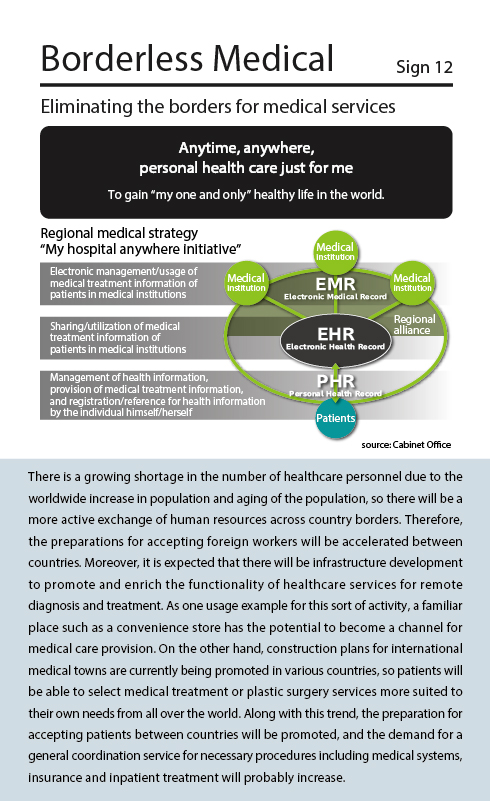 Borderless Medical
Sign 12
Eliminating the borders for medical services
Anytime, anywhere,
personal health care just for me
To gain “my one and only” healthy life in the world.
Regional medical strategy
“My hospital anywhere initiative”
Electronic management/usage of
medical treatment information of
patients in medical institutions
Sharing/utilization of medical
treatment information of
patients in medical institutions
Management of health information,
provision of medical treatment information,
and registration/reference for health information
by the individual himself/herself
Medical
Institution
Medical
Institution
Medical
Institution
EMR
Electronic Medical Record
Regional
alliance
EHR
Electronic Health Record
PHR
Personal Health Record
Patients
source: Cabinet Office
There is a growing shortage in the number of healthcare personnel due to the
worldwide increase in population and aging of the population, so there will be a
more active exchange of human resources across country borders. Therefore,
the preparations for accepting foreign workers will be accelerated between
countries. Moreover, it is expected that there will be infrastructure development
to promote and enrich the functionality of healthcare services for remote
diagnosis and treatment. As one usage example for this sort of activity, a familiar
place such as a convenience store has the potential to become a channel for
medical care provision. On the other hand, construction plans for international
medical towns are currently being promoted in various countries, so patients will
be able to select medical treatment or plastic surgery services more suited to
their own needs from all over the world. Along with this trend, the preparation for
accepting patients between countries will be promoted, and the demand for a
general coordination service for necessary procedures including medical systems,
insurance and inpatient treatment will probably increase.